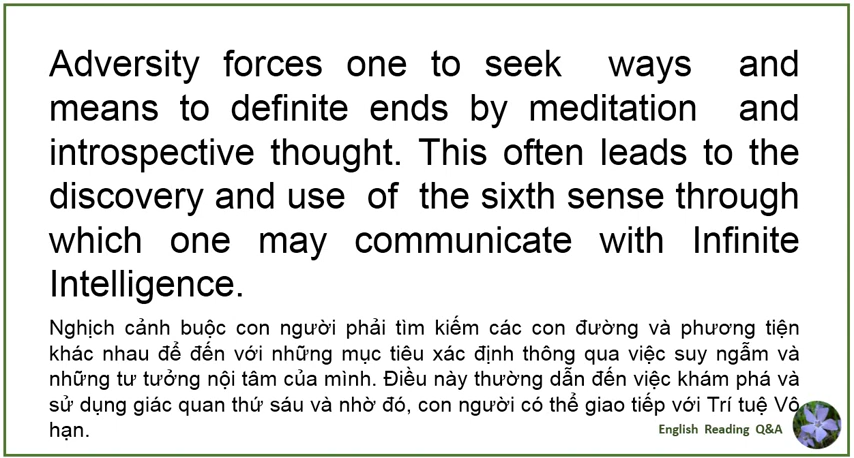 Adversity forces one to seek ways and
means to definite ends by meditation and
introspective thought. This often leads to the
discovery and use of the sixth sense through
which one may communicate with Infinite
Intelligence.
Nghịch cảnh buộc con người phải tìm kiếm các con đường và phương tiện
khác nhau để đến với những mục tiêu xác định thông qua việc suy ngẫm và
những tư tưởng nội tâm của mình. Điều này thường dẫn đến việc khám phá và
sử dụng giác quan thứ sáu và nhờ đó, con người có thể giao tiếp với Trí tuệ Vô
hạn.
English Reading Q&A